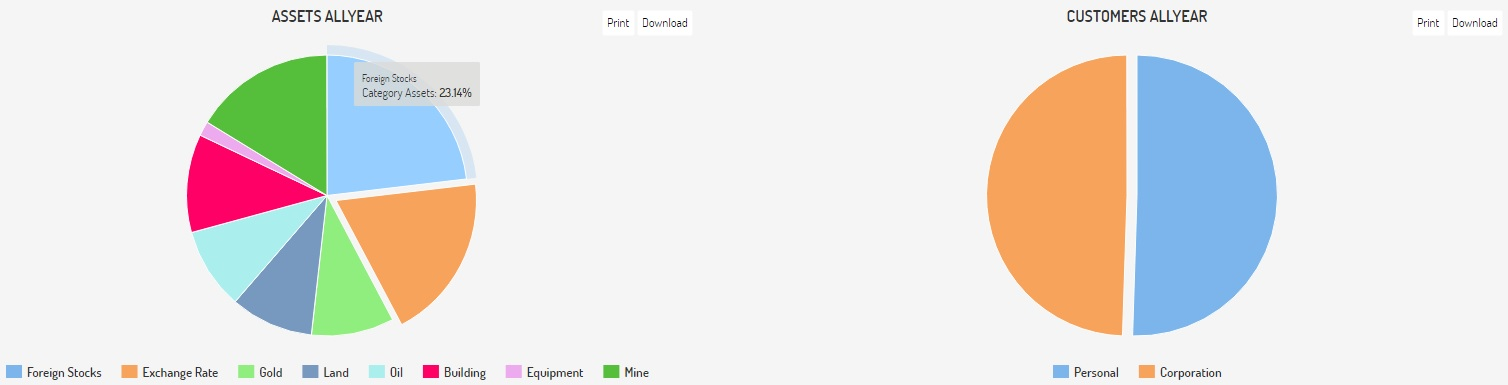 ASSETS ALLYEAR
Print Download
Foreign Stocks
Category Assets: 23.14%
Foreign Stocks Exchange Rate Gold Land Oil Building Equipment Mine
CUSTOMERS ALLYEAR
Print Download
Personal Corporation